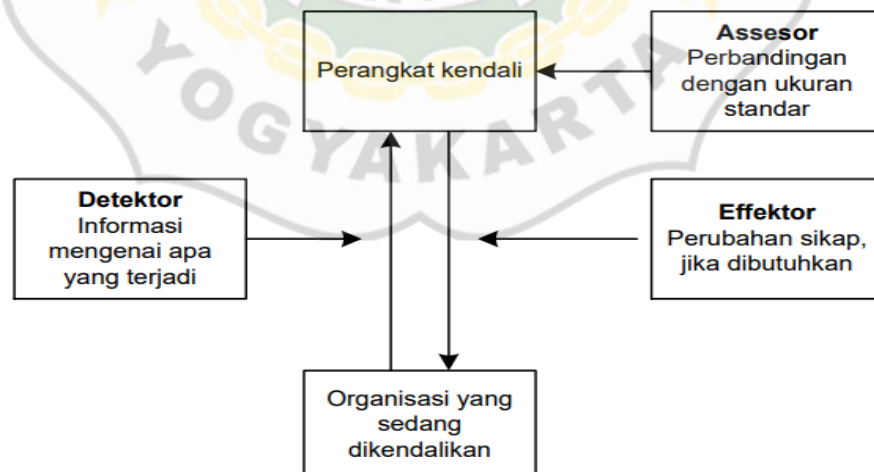 Perangkat kendali
Assesor
Perbandingan
dengan ukuran
standar
YOGYAKARTA
Detektor
Informasi
mengenai apa
yang terjadi
Effektor
Perubahan sikap,
jika dibutuhkan
Organisasi yang
sedang
dikendalikan